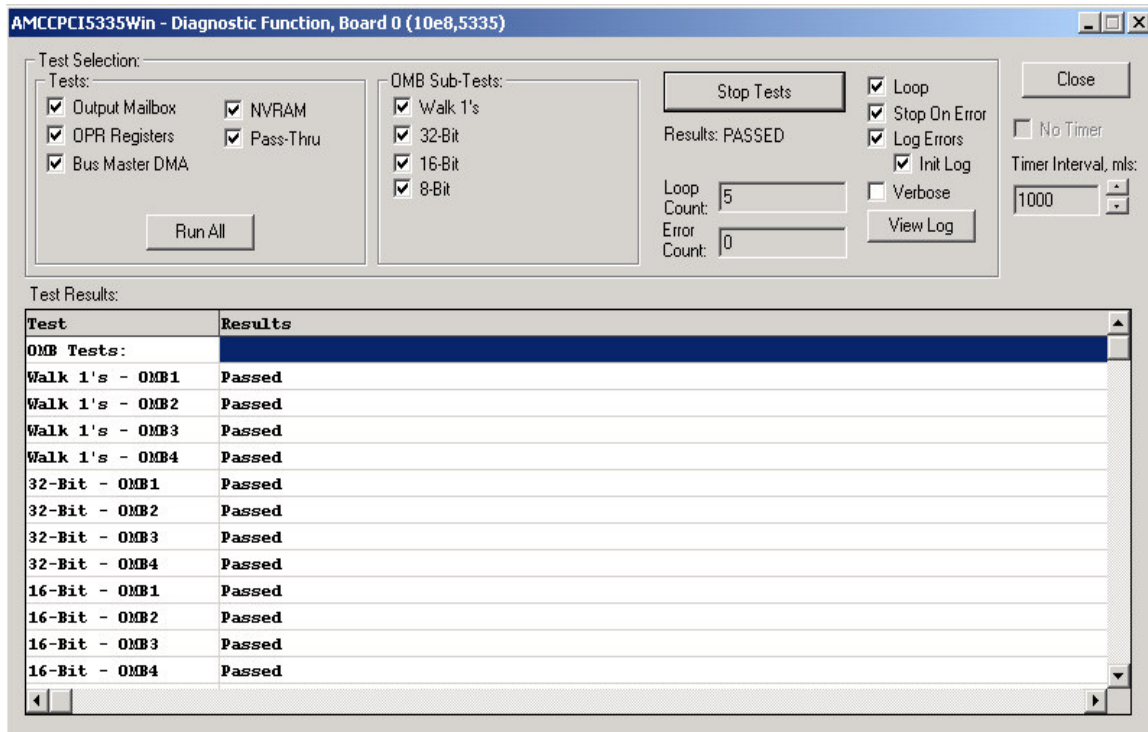 AMCCPCI5335Win - Diagnostic Function, Board 0 (10e8,5335)
Test Selection:
Tests:
Output Mailbox
NVRAM
OPR Registers
Pass-Thru
Bus Master DMA
Run All
OMB Sub-Tests:
Walk 1's
32-Bit
16-Bit
8-Bit
Stop Tests
Results: PASSED
Loop Count: 5
Error Count: 0
Loop
Stop On Error
Log Errors
Init Log
Verbose
View Log
Close
No Timer
Timer Interval, mls:
1000
Test Results:
Test Results
OMB Tests:
Walk 1's - OMB1 Passed
Walk 1's - OMB2 Passed
Walk 1's - OMB3 Passed
Walk 1's - OMB4 Passed
32-Bit - OMB1 Passed
32-Bit - OMB2 Passed
32-Bit - OMB3 Passed
32-Bit - OMB4 Passed
16-Bit - OMB1 Passed
16-Bit - OMB2 Passed
16-Bit - OMB3 Passed
16-Bit - OMB4 Passed